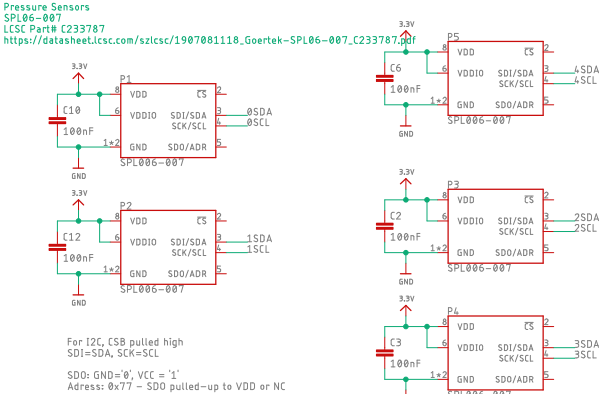 Pressure Sensors
SPL06-007
LCSC Part# C233787
https://datasheet.lcsc.com/szlcsc/1907081118_Goertek-SPL06-007_C233787.pdf
3.3V
P1
C10
100nF
8 VDD CS 2
6 VDDIO SDI/SDA 3 0SDA
SCK/SCL 4 0SCL
1*2 GND SDO/ADR 5
SPL006-007
GND
3.3V
P2
C12
100nF
8 VDD CS 2
6 VDDIO SDI/SDA 3 1SDA
SCK/SCL 4 1SCL
1*2 GND SDO/ADR 5
SPL006-007
GND
For I2C, CSB pulled high
SDI=SDA, SCK=SCL
SDO: GND='0', VCC = '1'
Adress: 0x77 - SDO pulled-up to VDD or NC
3.3V
P5
C6
100nF
8 VDD CS 2
6 VDDIO SDI/SDA 3 4SDA
SCK/SCL 4 4SCL
1*2 GND SDO/ADR 5
SPL006-007
GND
3.3V
P3
C2
100nF
8 VDD CS 2
6 VDDIO SDI/SDA 3 2SDA
SCK/SCL 4 2SCL
1*2 GND SDO/ADR 5
SPL006-007
GND
3.3V
P4
C3
100nF
8 VDD CS 2
6 VDDIO SDI/SDA 3 3SDA
SCK/SCL 4 3SCL
1*2 GND SDO/ADR 5